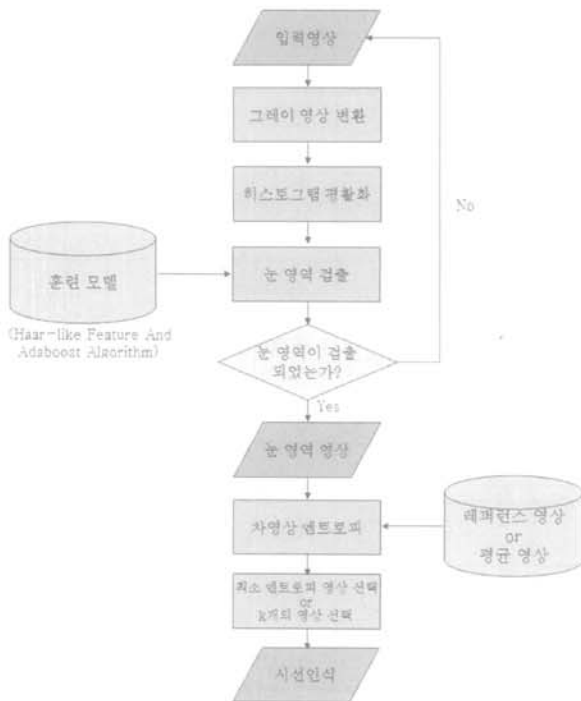 입력영상
그레이 영상 변환
히스토그램 평활화
No
훈련 모델
눈 영역 검출
(Haar-like Feature And
Adaboost Algorithm)
눈 영역이 검출
되었는가?
Yes
눈 영역 영상
차영상 엔트로피
레퍼런스 영상
or
평균 영상
최소 엔트로피 영상 선택
or
k개의 영상 선택
시선인식